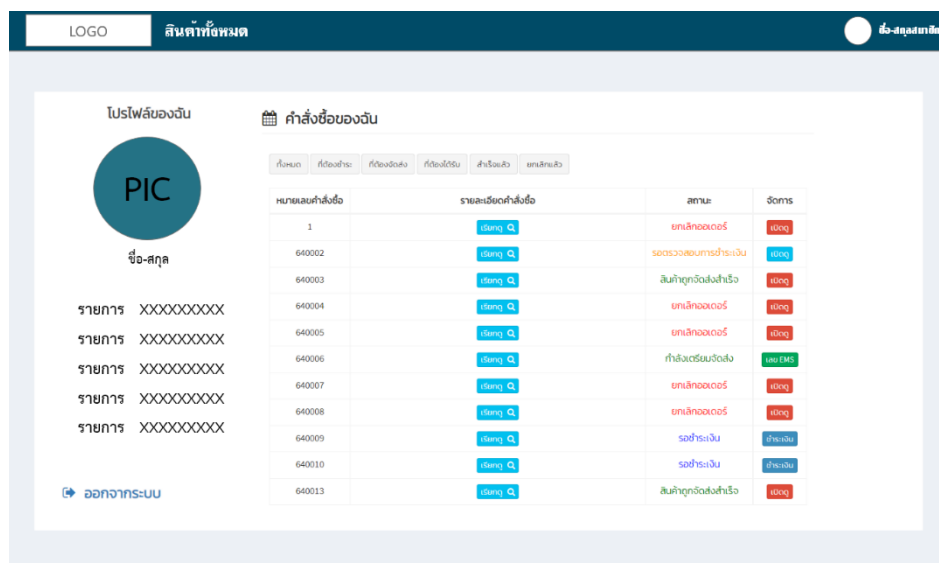 LOGO สินค้าทั้งหมด ชื่อ-สกุลสมาชิก
โปรไฟล์ของฉัน
PIC
ชื่อ-สกุล
รายการ XXXXXXXXX
รายการ XXXXXXXXX
รายการ XXXXXXXXX
รายการ XXXXXXXXX
รายการ XXXXXXXXX
ออกจากระบบ
คำสั่งซื้อของฉัน
ทั้งหมด ที่ต้องชำระ ที่ต้องจัดส่ง ที่ต้องได้รับ สำเร็จแล้ว ยกเลิกแล้ว
หมายเลขคำสั่งซื้อ รายละเอียดคำสั่งซื้อ สถานะ จัดการ
1 เรียกดู ยกเลิกออเดอร์ เปิดดู
640002 เรียกดู รอตรวจสอบการชำระเงิน เปิดดู
640003 เรียกดู สินค้าถูกจัดส่งสำเร็จ เปิดดู
640004 เรียกดู ยกเลิกออเดอร์ เปิดดู
640005 เรียกดู ยกเลิกออเดอร์ เปิดดู
640006 เรียกดู กำลังเตรียมจัดส่ง เลข EMS
640007 เรียกดู ยกเลิกออเดอร์ เปิดดู
640008 เรียกดู ยกเลิกออเดอร์ เปิดดู
640009 เรียกดู รอชำระเงิน ชำระเงิน
640010 เรียกดู รอชำระเงิน ชำระเงิน
640013 เรียกดู สินค้าถูกจัดส่งสำเร็จ เปิดดู